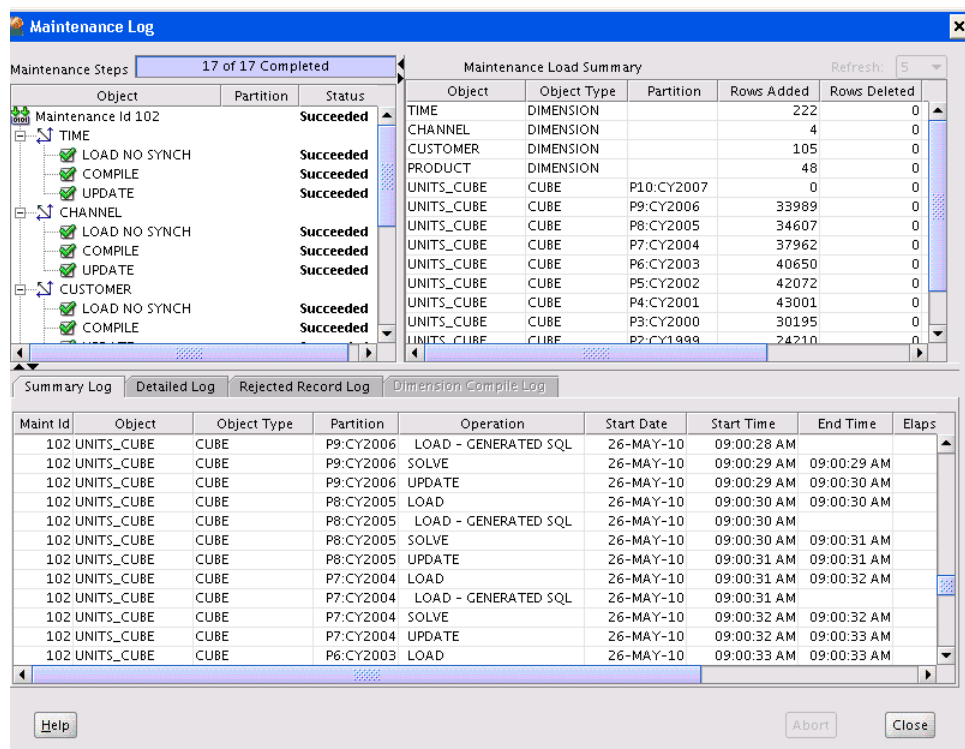 Maintenance Log
Maintenance Steps 17 of 17 Completed
Object Partition Status
Maintenance Id 102 Succeeded
TIME
LOAD NO SYNCH Succeeded
COMPILE Succeeded
UPDATE Succeeded
CHANNEL
LOAD NO SYNCH Succeeded
COMPILE Succeeded
UPDATE Succeeded
CUSTOMER
LOAD NO SYNCH Succeeded
COMPILE Succeeded
Maintenance Load Summary Refresh: 5
Object Object Type Partition Rows Added Rows Deleted
TIME DIMENSION 222 0
CHANNEL DIMENSION 4 0
CUSTOMER DIMENSION 105 0
PRODUCT DIMENSION 48 0
UNITS_CUBE CUBE P10:CY2007 0 0
UNITS_CUBE CUBE P9:CY2006 33989 0
UNITS_CUBE CUBE P8:CY2005 34607 0
UNITS_CUBE CUBE P7:CY2004 37962 0
UNITS_CUBE CUBE P6:CY2003 40650 0
UNITS_CUBE CUBE P5:CY2002 42072 0
UNITS_CUBE CUBE P4:CY2001 43001 0
UNITS_CUBE CUBE P3:CY2000 30195 0
UNITS_CUBE CUBE P2:CY1999 24210 0
Summary Log Detailed Log Rejected Record Log Dimension Compile Log
Maint Id Object Object Type Partition Operation Start Date Start Time End Time Elaps
102 UNITS_CUBE CUBE P9:CY2006 LOAD - GENERATED SQL 26-MAY-10 09:00:28 AM
102 UNITS_CUBE CUBE P9:CY2006 SOLVE 26-MAY-10 09:00:29 AM 09:00:29 AM
102 UNITS_CUBE CUBE P9:CY2006 UPDATE 26-MAY-10 09:00:29 AM 09:00:30 AM
102 UNITS_CUBE CUBE P8:CY2005 LOAD 26-MAY-10 09:00:30 AM 09:00:30 AM
102 UNITS_CUBE CUBE P8:CY2005 LOAD - GENERATED SQL 26-MAY-10 09:00:30 AM
102 UNITS_CUBE CUBE P8:CY2005 SOLVE 26-MAY-10 09:00:30 AM 09:00:31 AM
102 UNITS_CUBE CUBE P8:CY2005 UPDATE 26-MAY-10 09:00:31 AM 09:00:31 AM
102 UNITS_CUBE CUBE P7:CY2004 LOAD 26-MAY-10 09:00:31 AM 09:00:32 AM
102 UNITS_CUBE CUBE P7:CY2004 LOAD - GENERATED SQL 26-MAY-10 09:00:31 AM
102 UNITS_CUBE CUBE P7:CY2004 SOLVE 26-MAY-10 09:00:32 AM 09:00:32 AM
102 UNITS_CUBE CUBE P7:CY2004 UPDATE 26-MAY-10 09:00:32 AM 09:00:33 AM
102 UNITS_CUBE CUBE P6:CY2003 LOAD 26-MAY-10 09:00:33 AM 09:00:33 AM
Help Abort Close